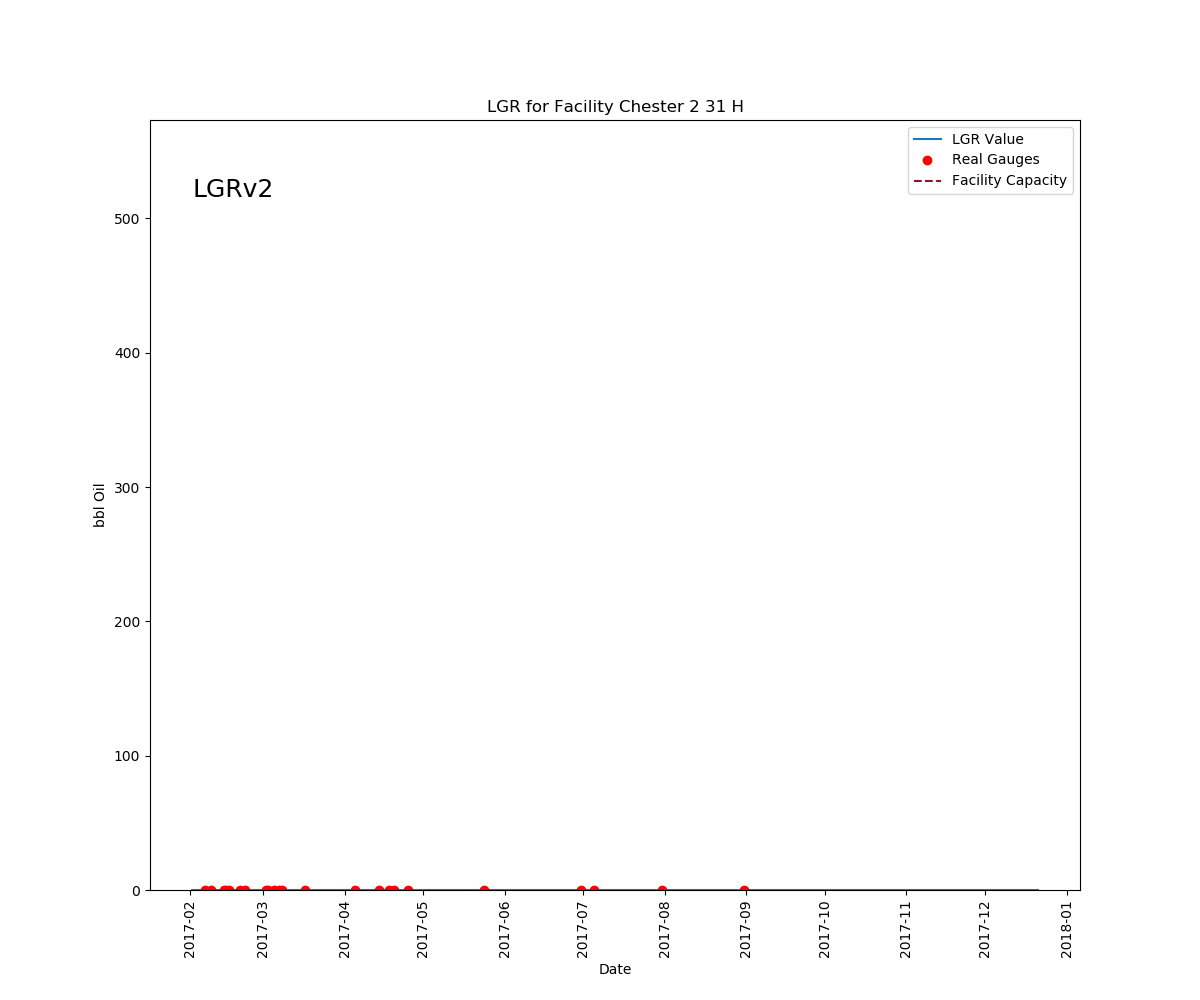 LGR for Facility Chester 2 31 H
LGRv2
LGR Value
Real Gauges
Facility Capacity
500
400
300
200
100
0
bbl Oil
2017-02
2017-03
2017-04
2017-05
2017-06
2017-07
2017-08
2017-09
2017-10
2017-11
2017-12
2018-01
Date